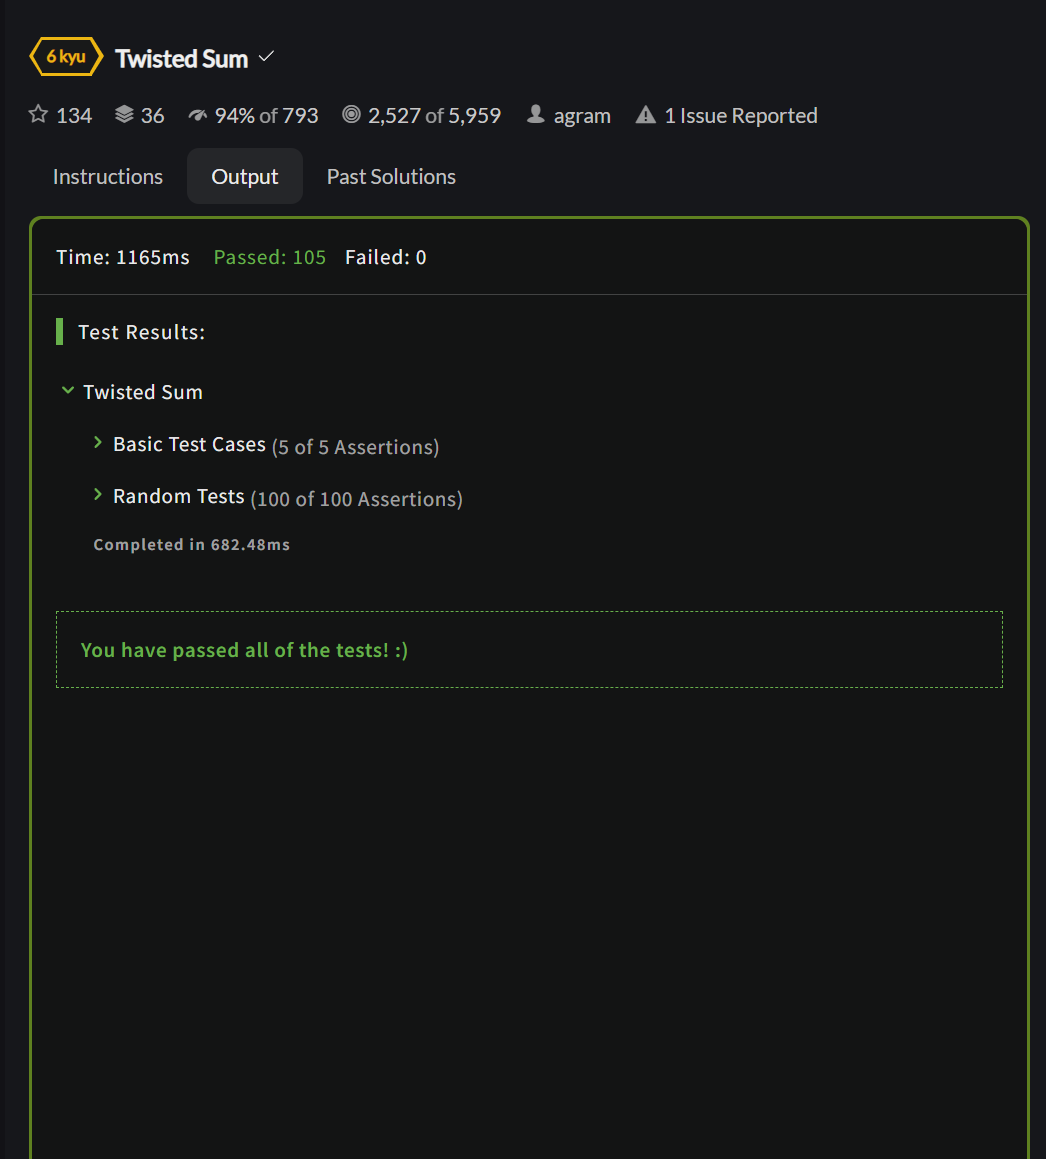 6 kyu Twisted Sum
134 36 94% of 793 2,527 of 5,959 agram 1 Issue Reported
Instructions Output Past Solutions
Time: 1165ms Passed: 105 Failed: 0
Test Results:
Twisted Sum
Basic Test Cases (5 of 5 Assertions)
Random Tests (100 of 100 Assertions)
Completed in 682.48ms
You have passed all of the tests! :)